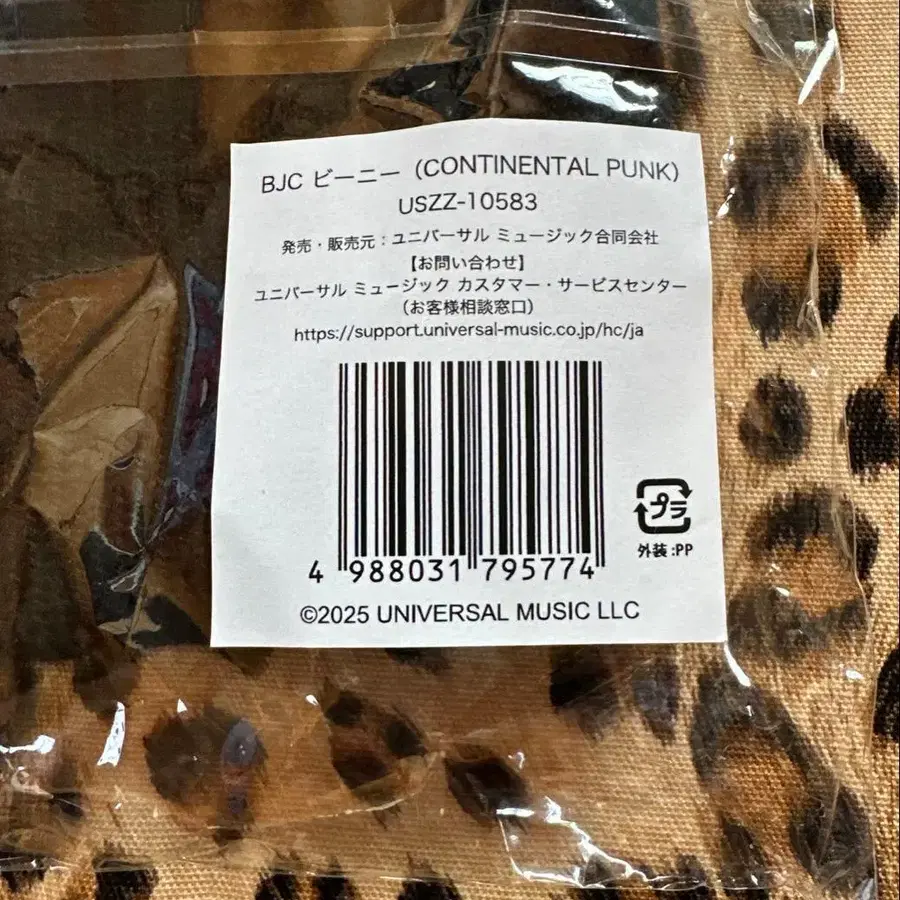 BJC ビーニー（CONTINENTAL PUNK）
USZZ-10583
発売・販売元：ユニバーサル ミュージック合同会社
【お問い合わせ】
ユニバーサル ミュージック カスタマー・サービスセンター
（お客様相談窓口）
https://support.universal-music.co.jp/hc/ja
プラ
外装:PP
4 988031 795774
©2025 UNIVERSAL MUSIC LLC